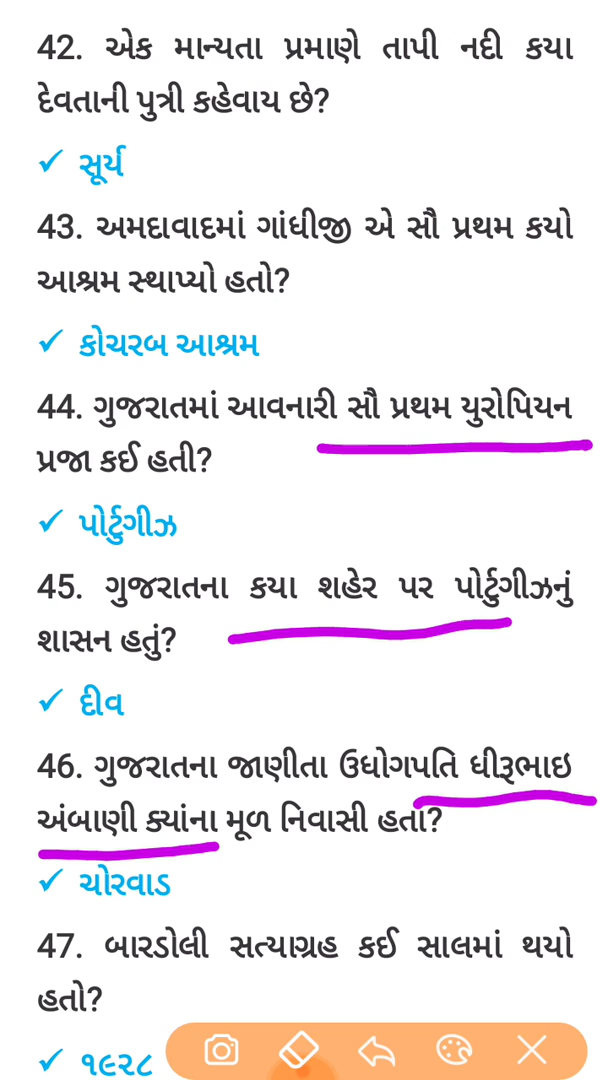 42. એક માન્યતા પ્રમાણે તાપી નદી કયા
દેવતાની પુત્રી કહેવાય છે?
✓ સૂર્ય
43. અમદાવાદમાં ગાંધીજી એ સૌ પ્રથમ કયો
આશ્રમ સ્થાપ્યો હતો?
✓ કોચરબ આશ્રમ
44. ગુજરાતમાં આવનારી સૌ પ્રથમ યુરોપિયન
પ્રજા કઈ હતી?
✓ પોર્ટુગીઝ
45. ગુજરાતના કયા શહેર પર પોર્ટુગીઝનું
શાસન હતું?
✓ દીવ
46. ગુજરાતના જાણીતા ઉધોગપતિ ધીરૂભાઇ
અંબાણી ક્યાંના મૂળ નિવાસી હતા?
✓ ચોરવાડ
47. બારડોલી સત્યાગ્રહ કઈ સાલમાં થયો
હતો?
✓ ૧૯૨૮